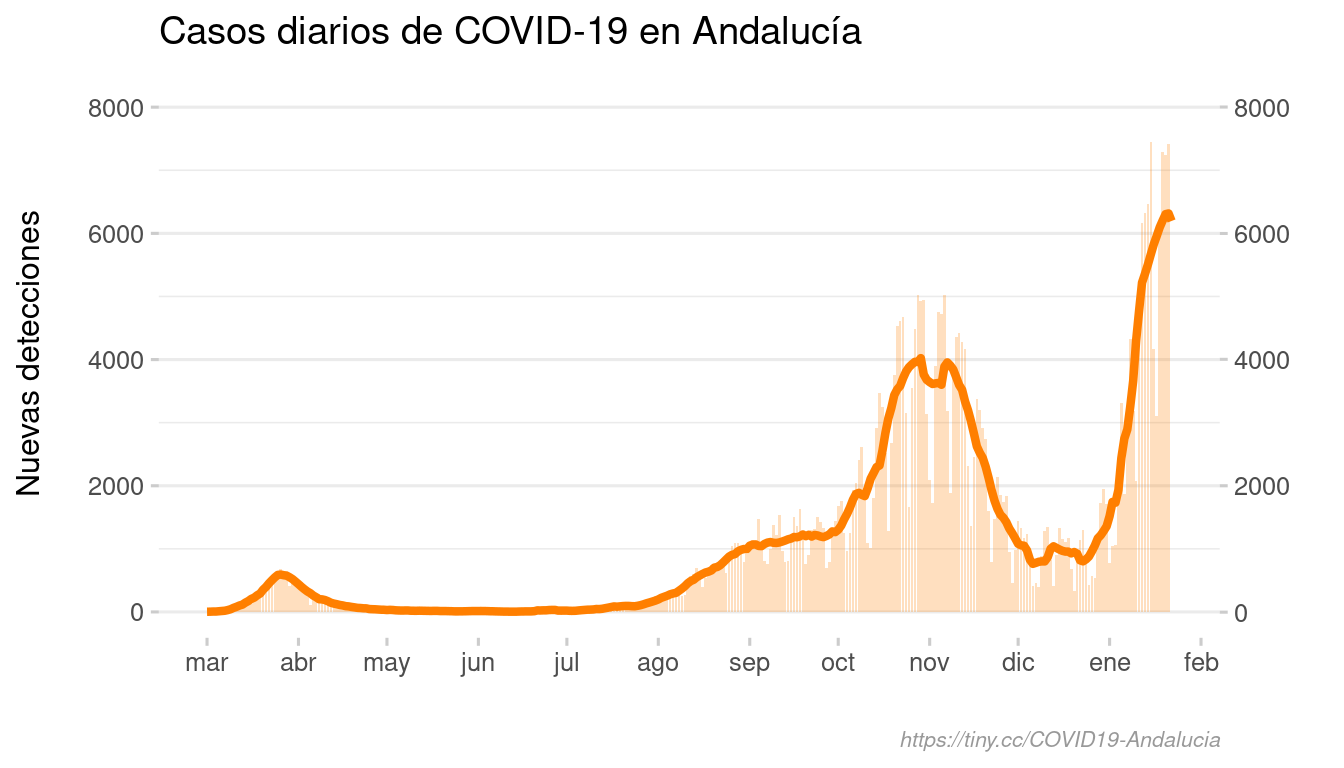 Casos diarios de COVID-19 en Andalucía
Nuevas detecciones
8000
6000
4000
2000
0
8000
6000
4000
2000
0
mar abr may jun jul ago sep oct nov dic ene feb
https://tiny.cc/COVID19-Andalucia